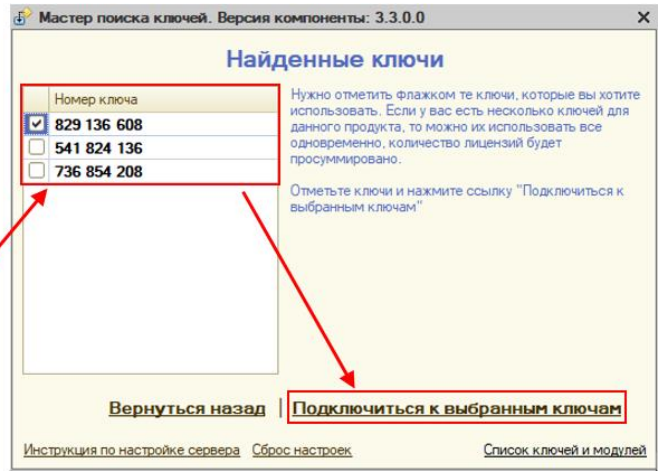 Мастер поиска ключей. Версия компоненты: 3.3.0.0
Найденные ключи
Номер ключа
829 136 608
541 824 136
736 854 208
Нужно отметить флажком те ключи, которые вы хотите
использовать. Если у вас есть несколько ключей для
данного продукта, то можно их использовать все
одновременно, количество лицензий будет
просуммировано.
Отметьте ключи и нажмите ссылку "Подключиться к
выбранным ключам"
Вернуться назад | Подключиться к выбранным ключам
Инструкция по настройке сервера Сброс настроек Список ключей и модулей